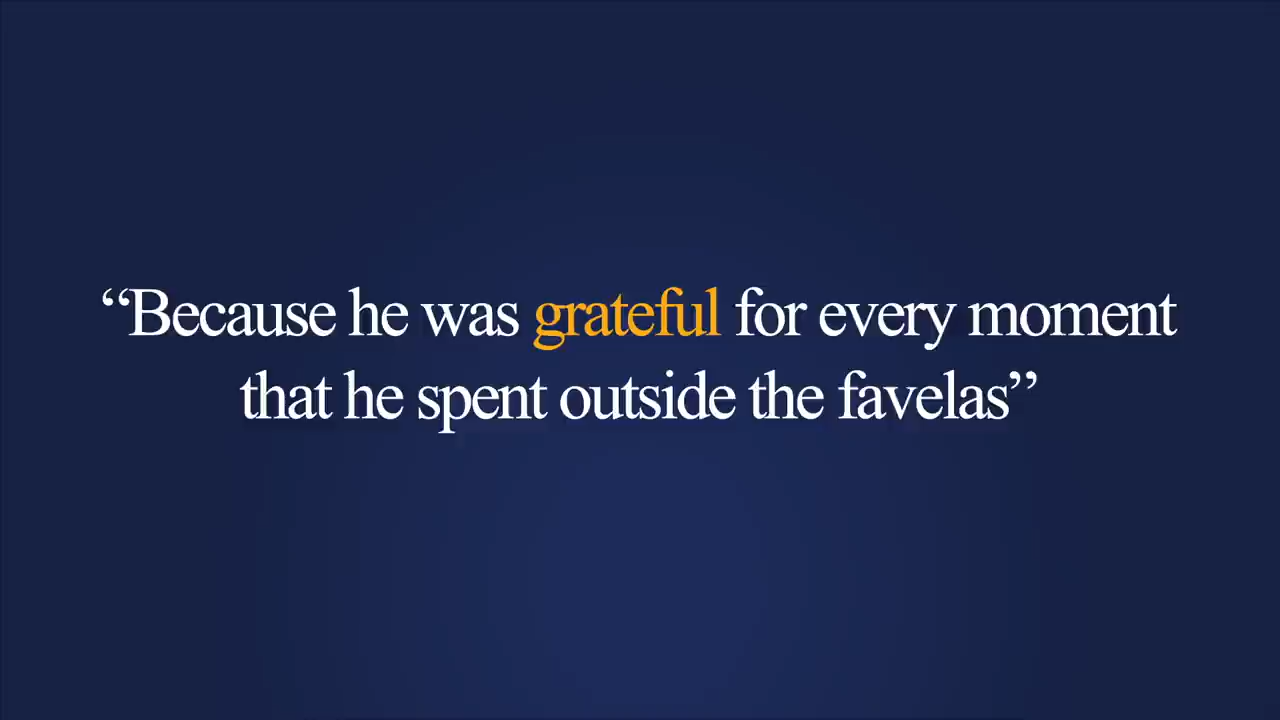 “Because he was grateful for every moment
that he spent outside the favelas”